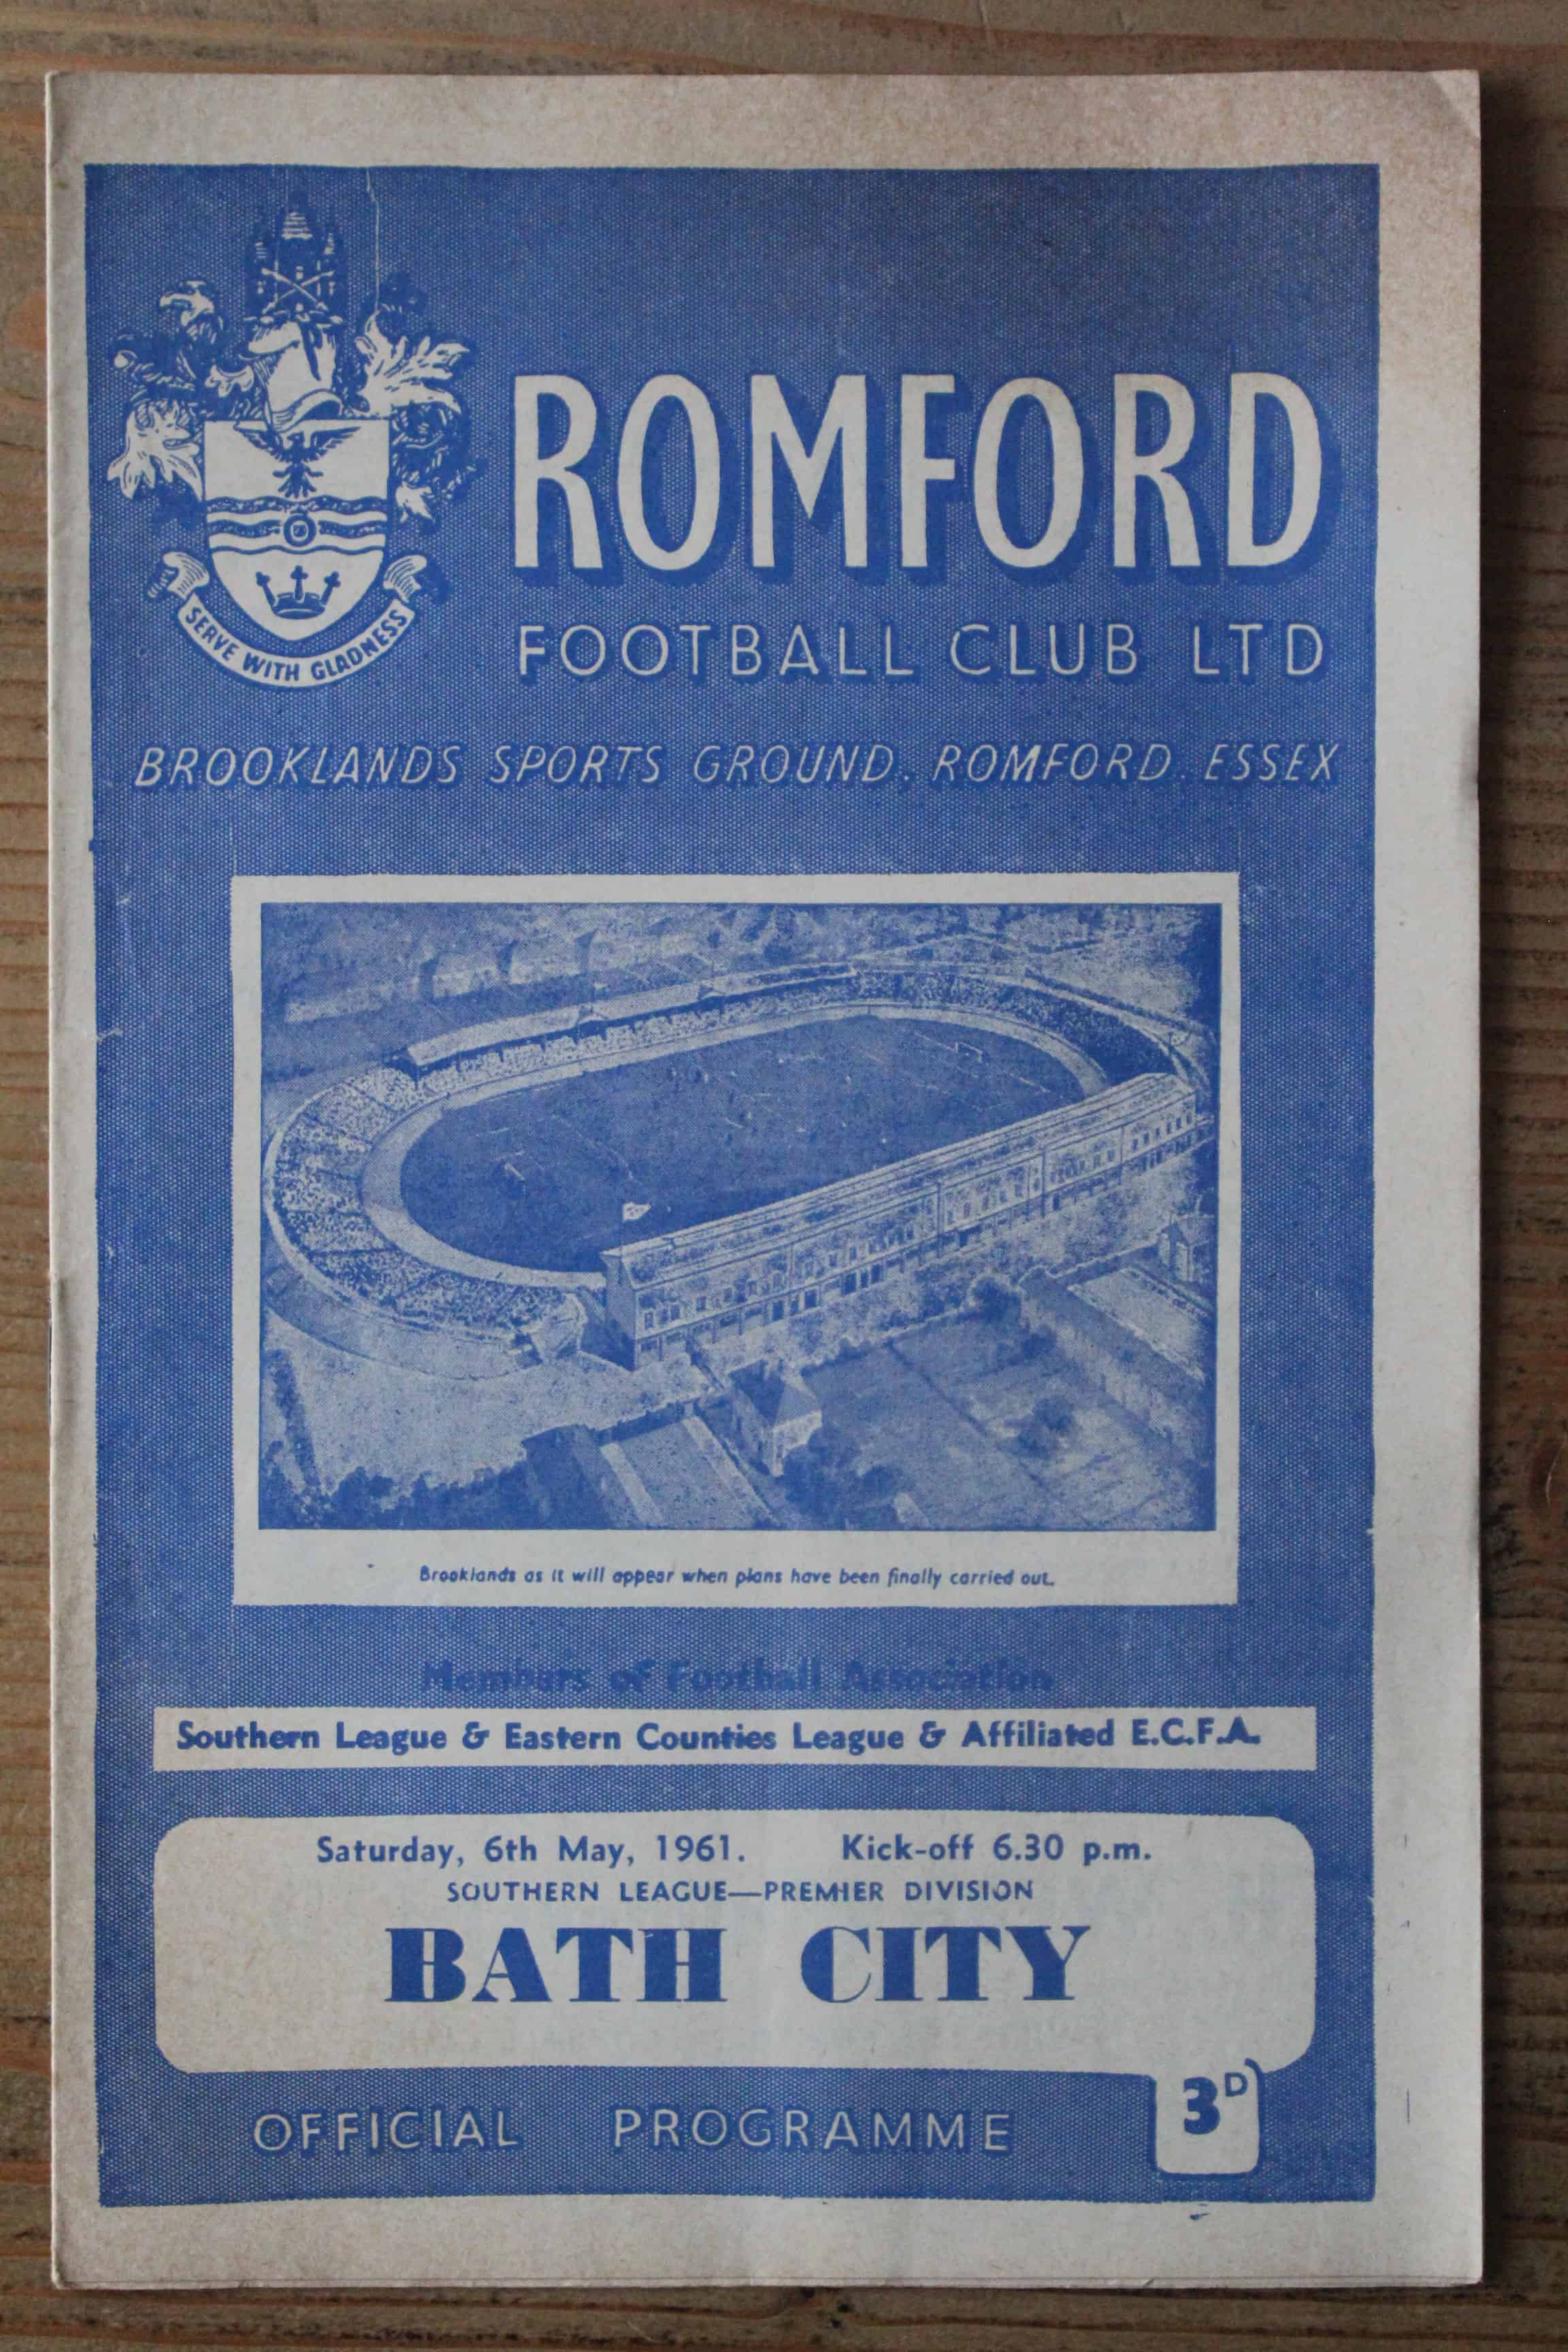 SERVE WITH GLADNESS
ROMFORD
FOOTBALL CLUB LTD
BROOKLANDS SPORTS GROUND, ROMFORD, ESSEX
Brooklands as it will appear when plans have been finally carried out.
Members of Football Association
Southern League & Eastern Counties League & Affiliated E.C.F.A.
Saturday, 6th May, 1961. Kick-off 6.30 p.m.
SOUTHERN LEAGUE—PREMIER DIVISION
BATH CITY
3D
OFFICIAL PROGRAMME